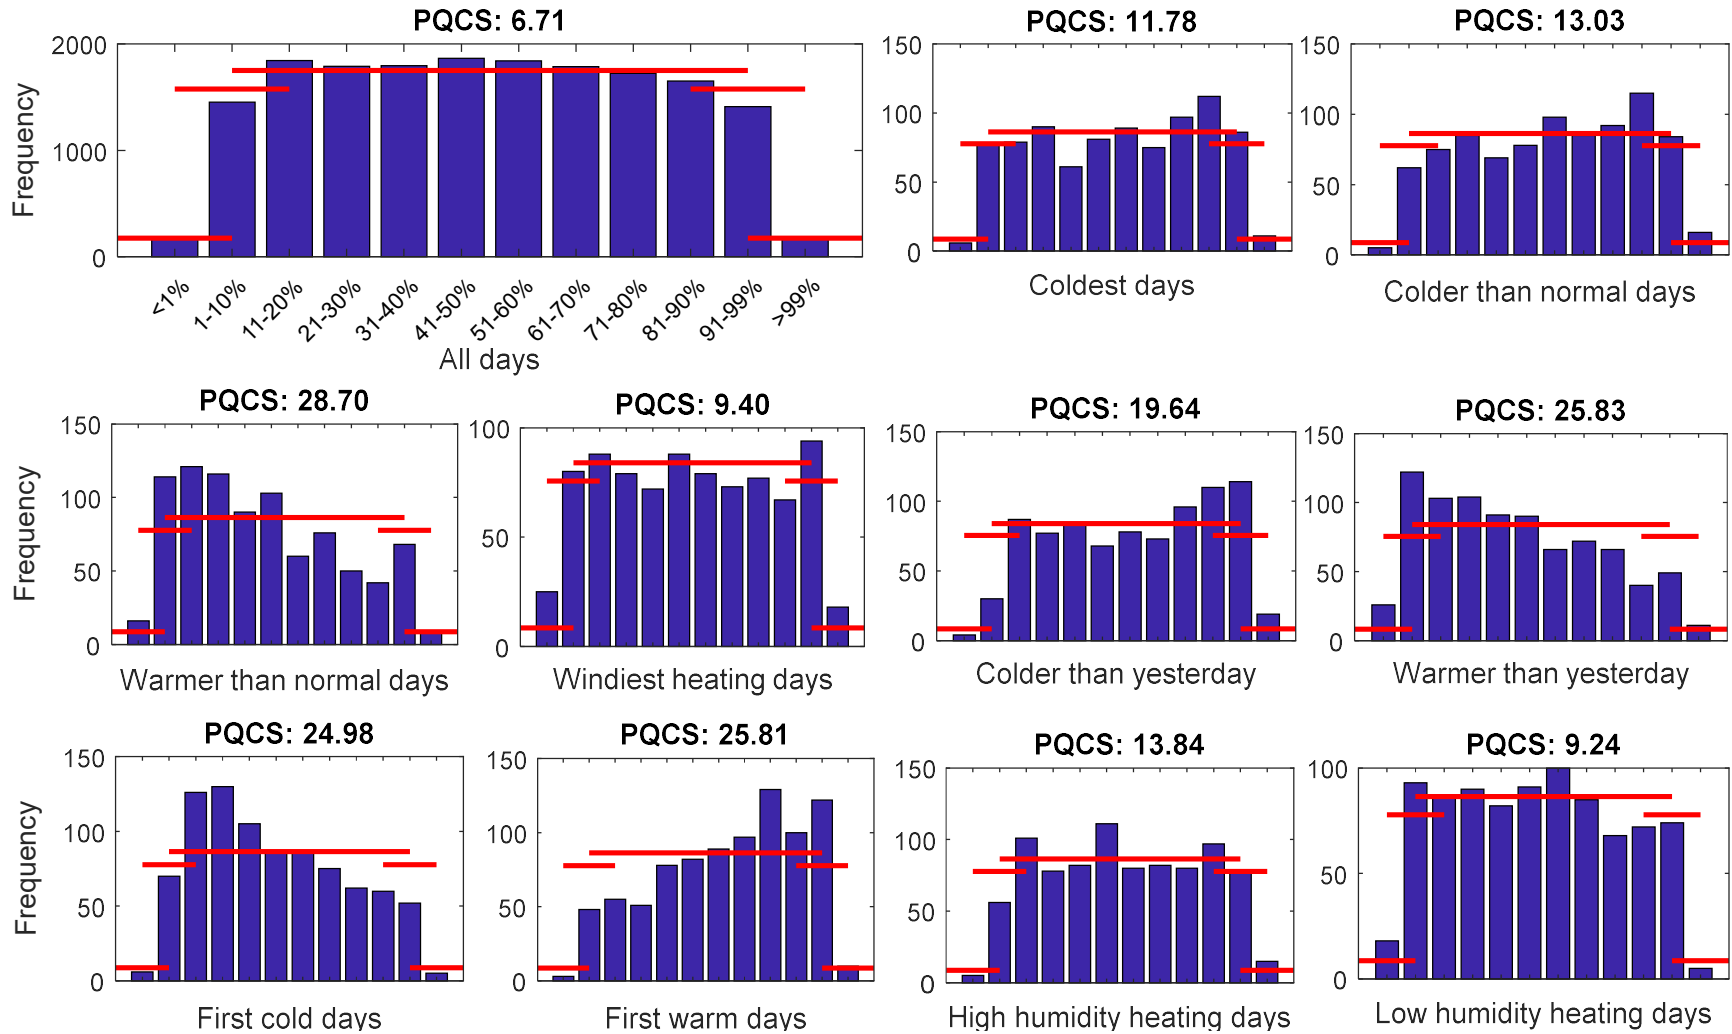 PQCS: 6.71
PQCS: 11.78
PQCS: 13.03
Frequency
2000
1000
0
<1%
1-10%
11-20%
21-30%
31-40%
41-50%
51-60%
61-70%
71-80%
81-90%
91-99%
>99%
All days
150
100
50
0
Coldest days
150
100
50
0
Colder than normal days
PQCS: 28.70
PQCS: 9.40
PQCS: 19.64
PQCS: 25.83
Frequency
150
100
50
0
Warmer than normal days
100
50
0
Windiest heating days
150
100
50
0
Colder than yesterday
150
100
50
0
Warmer than yesterday
PQCS: 24.98
PQCS: 25.81
PQCS: 13.84
PQCS: 9.24
Frequency
150
100
50
0
First cold days
150
100
50
0
First warm days
150
100
50
0
High humidity heating days
100
50
0
Low humidity heating days